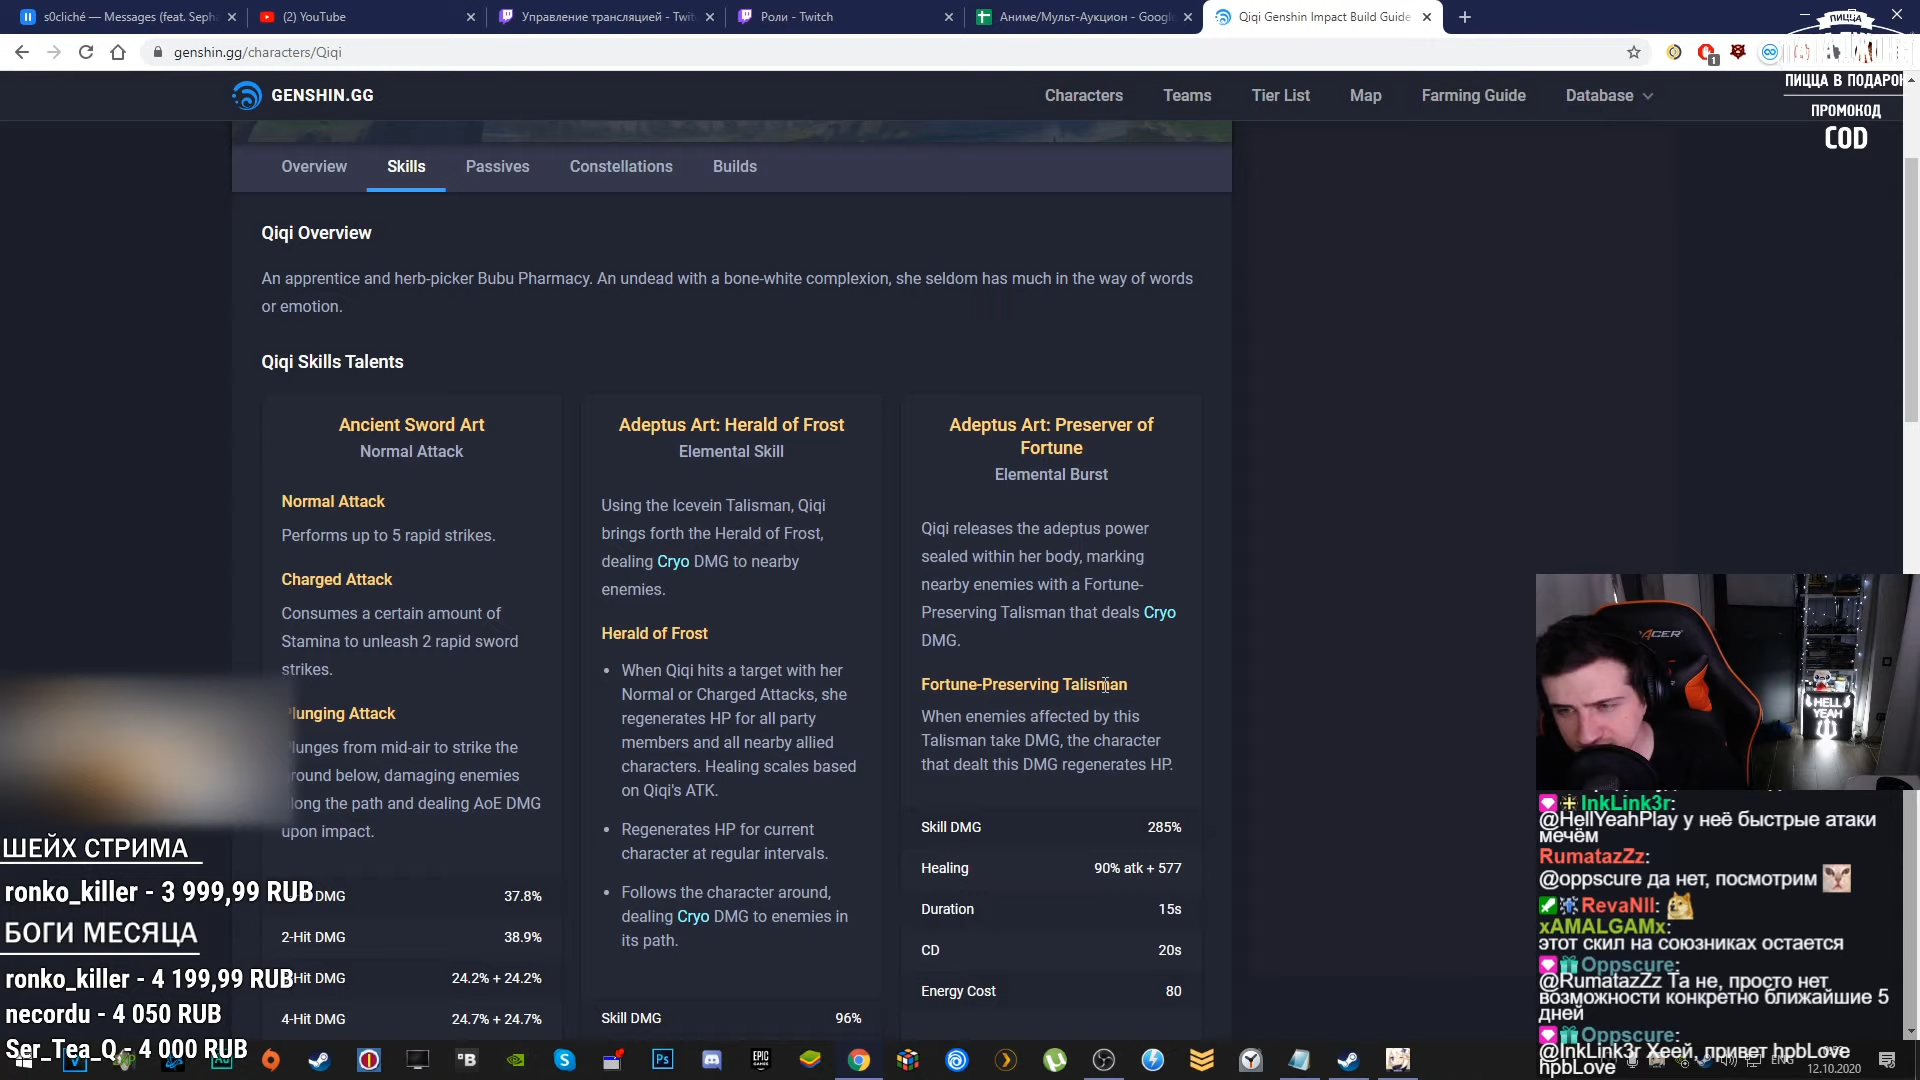 s0cliché — Messages (feat. Seph
(2) YouTube
Управление трансляцией - Twit
Роли - Twitch
Аниме/Мульт-Аукцион - Google
Qiqi Genshin Impact Build Guide
genshin.gg/characters/Qiqi
1
ПИЦЦА
ПИЦЦА В ПОДАРОК
ПРОМОКОД
COD
GENSHIN.GG
Characters
Teams
Tier List
Map
Farming Guide
Database
Overview
Skills
Passives
Constellations
Builds
Qiqi Overview
An apprentice and herb-picker Bubu Pharmacy. An undead with a bone-white complexion, she seldom has much in the way of words
or emotion.
Qiqi Skills Talents
Ancient Sword Art
Normal Attack
Normal Attack
Performs up to 5 rapid strikes.
Charged Attack
Consumes a certain amount of
Stamina to unleash 2 rapid sword
strikes.
Plunging Attack
lunges from mid-air to strike the
round below, damaging enemies
long the path and dealing AoE DMG
upon impact.
DMG 37.8%
2-Hit DMG 38.9%
Hit DMG 24.2% + 24.2%
4-Hit DMG 24.7% + 24.7%
Adeptus Art: Herald of Frost
Elemental Skill
Using the Icevein Talisman, Qiqi
brings forth the Herald of Frost,
dealing Cryo DMG to nearby
enemies.
Herald of Frost
• When Qiqi hits a target with her
Normal or Charged Attacks, she
regenerates HP for all party
members and all nearby allied
characters. Healing scales based
on Qiqi's ATK.
• Regenerates HP for current
character at regular intervals.
• Follows the character around,
dealing Cryo DMG to enemies in
its path.
Skill DMG 96%
Adeptus Art: Preserver of
Fortune
Elemental Burst
Qiqi releases the adeptus power
sealed within her body, marking
nearby enemies with a Fortune-
Preserving Talisman that deals Cryo
DMG.
Fortune-Preserving Talisman
When enemies affected by this
Talisman take DMG, the character
that dealt this DMG regenerates HP.
Skill DMG 285%
Healing 90% atk + 577
Duration 15s
CD 20s
Energy Cost 80
ACER
HELL
YEAH
ШЕЙХ СТРИМА
ronko_killer - 3 999,99 RUB
БОГИ МЕСЯЦА
ronko_killer - 4 199,99 RUB
necordu - 4 050 RUB
Ser_Tea_Q - 4 000 RUB
InkLink3r:
@HellYeahPlay у неё быстрые атаки
мечём
RumatazZz:
@oppscure да нет, посмотрим
RevaNII:
xAMALGAMx:
этот скил на союзниках остается
Oppscure:
@RumatazZz Та не, просто нет
возможности конкретно ближайшие 5
дней
Oppscure:
@InkLink3r Хеей, привет hpbLove
hpbLove
Ps
EPIC
GAMES
B
ENG
12.10.2020